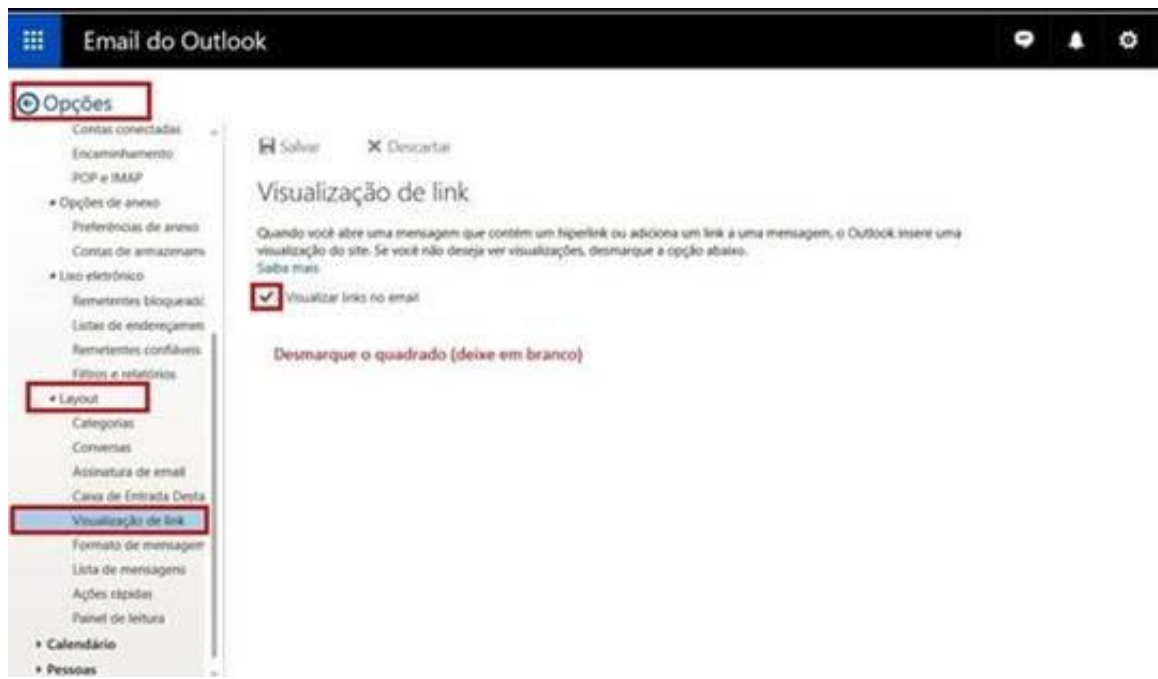 Email do Outlook
Opções
Contas conectadas
Encaminhamento
POP e IMAP
Opções de anexo
Preferências de anexo
Contas de armazename
Lixo eletrônico
Remetentes bloqueado
Listas de endereçamen
Remetentes confiáveis
Filtros e relatórios
Layout
Categorias
Conversas
Assinatura de email
Caixa de Entrada Desta
Visualização de link
Formato de mensagem
Lista de mensagens
Ações rápidas
Painel de leitura
Calendário
Pessoas
Salvar Descartar
Visualização de link
Quando você abre uma mensagem que contém um hiperlink ou adiciona um link a uma mensagem, o Outlook insere uma
visualização do site. Se você não deseja ver visualizações, desmarque a opção abaixo.
Saiba mais
Visualizar links no email
Desmarque o quadrado (deixe em branco)